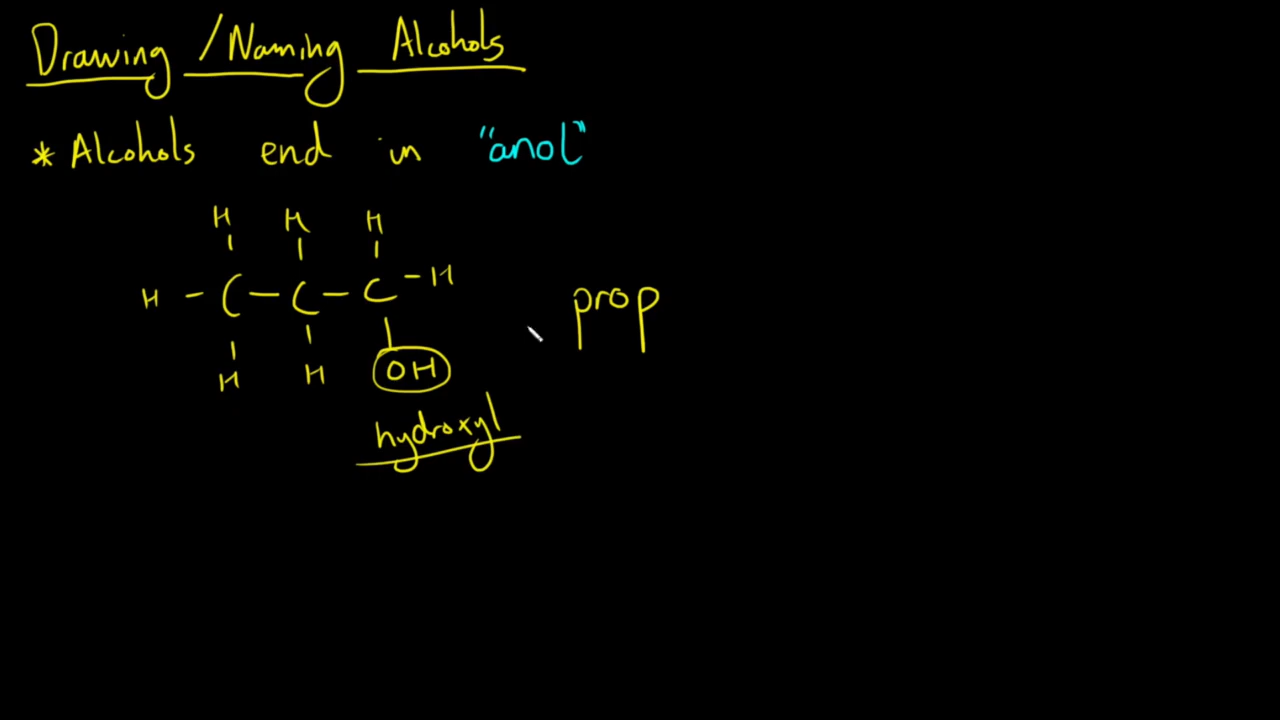 Drawing / Naming Alcohols
* Alcohols end in "anol"
H H H
H - C - C - C - H
prop
H H OH
hydroxyl